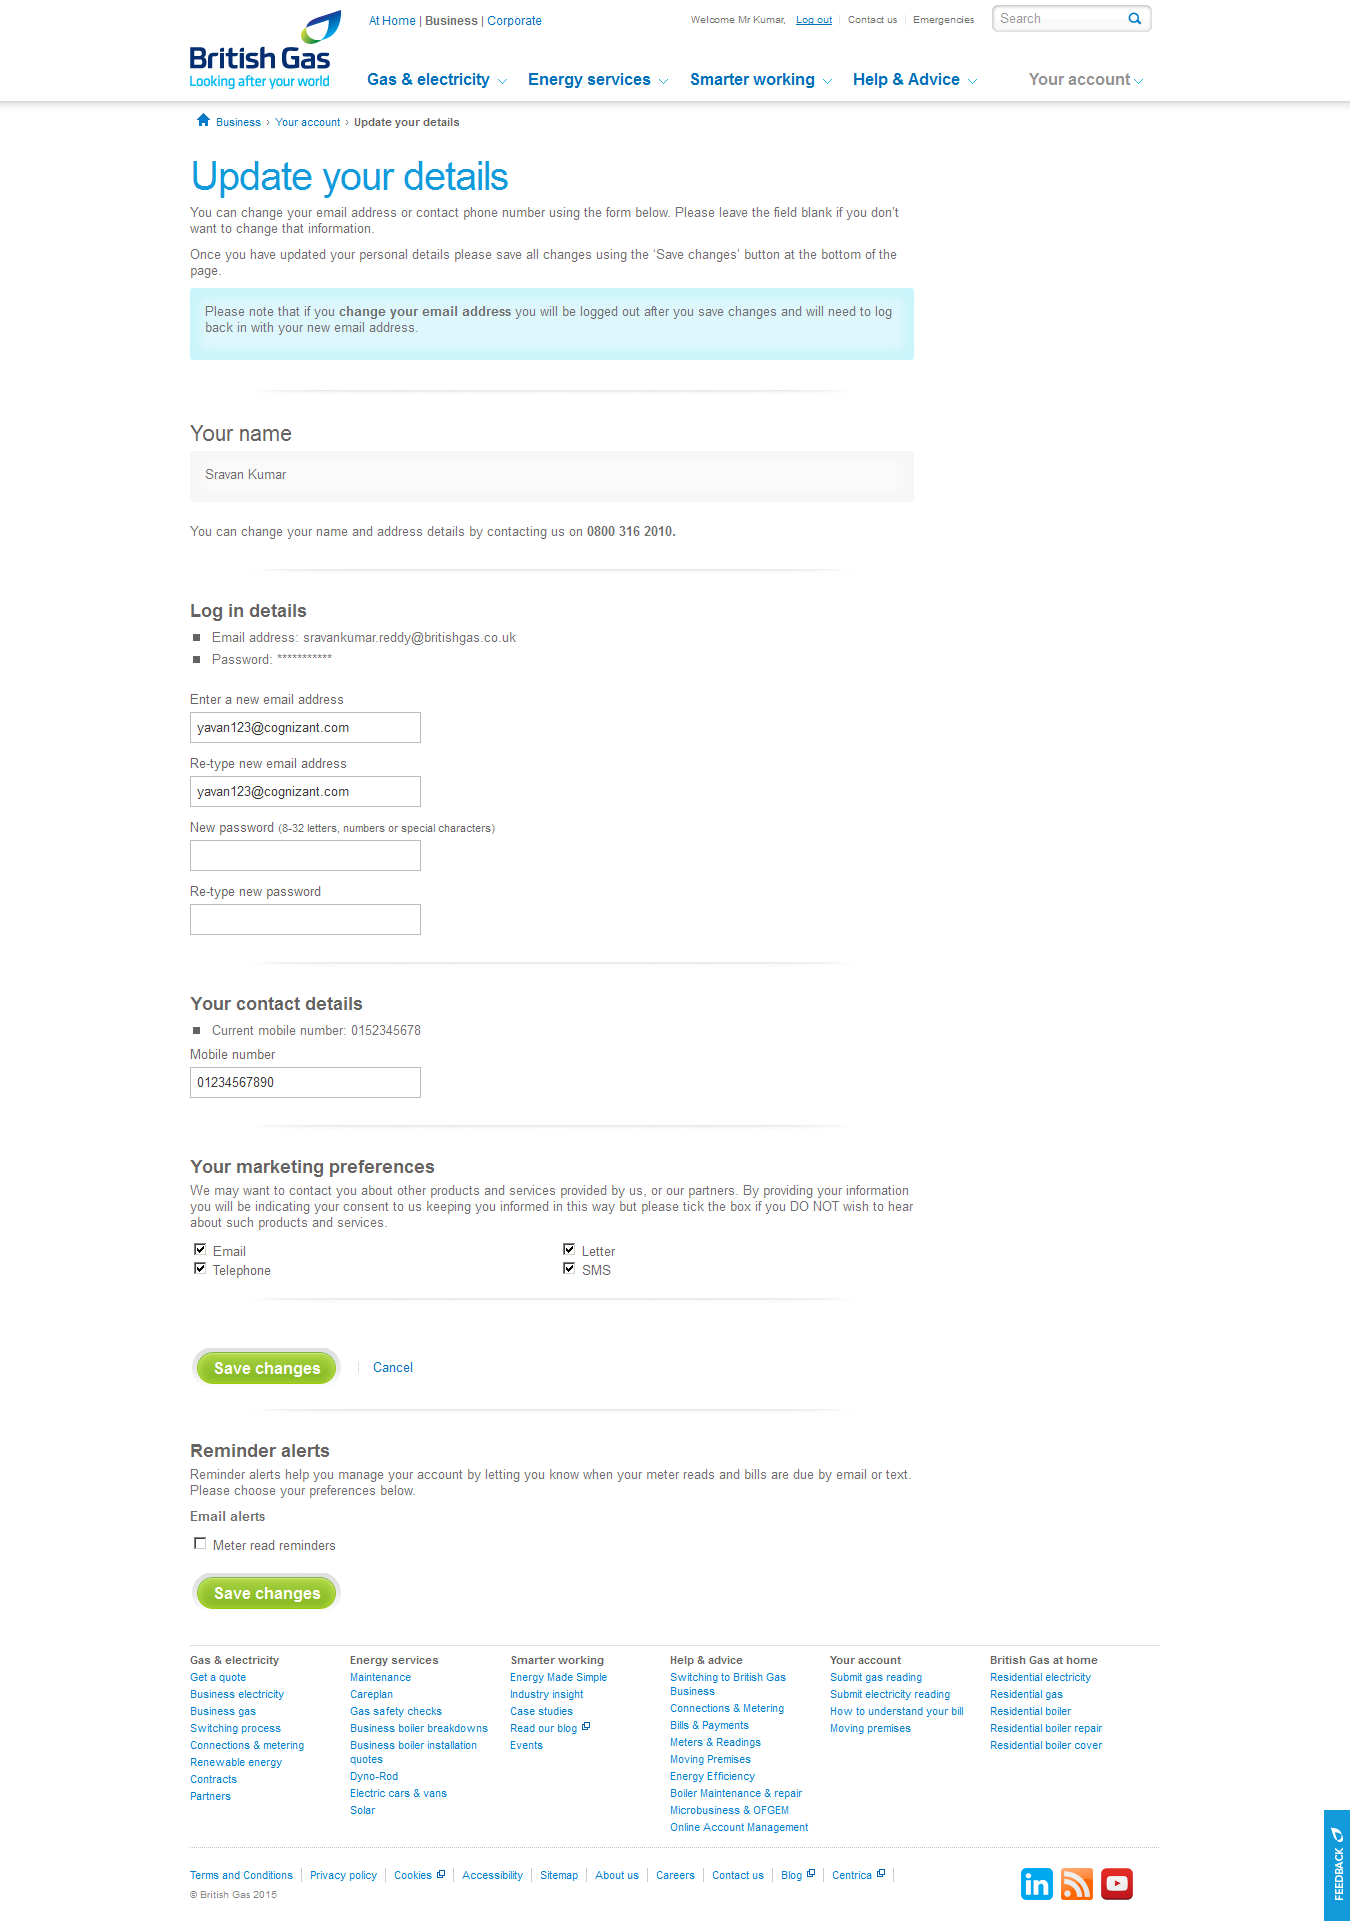 At Home | Business | Corporate
Welcome Mr Kumar, Log out Contact us Emergencies Search
British Gas
Looking after your world
Gas & electricity Energy services Smarter working Help & Advice Your account
Business › Your account › Update your details
Update your details
You can change your email address or contact phone number using the form below. Please leave the field blank if you don't
want to change that information.
Once you have updated your personal details please save all changes using the ‘Save changes’ button at the bottom of the
page.
Please note that if you change your email address you will be logged out after you save changes and will need to log
back in with your new email address.
Your name
Sravan Kumar
You can change your name and address details by contacting us on 0800 316 2010.
Log in details
Email address: sravankumar.reddy@britishgas.co.uk
Password: ***********
Enter a new email address
yavan123@cognizant.com
Re-type new email address
yavan123@cognizant.com
New password (8-32 letters, numbers or special characters)
Re-type new password
Your contact details
Current mobile number: 0152345678
Mobile number
01234567890
Your marketing preferences
We may want to contact you about other products and services provided by us, or our partners. By providing your information
you will be indicating your consent to us keeping you informed in this way but please tick the box if you DO NOT wish to hear
about such products and services.
Email Letter
Telephone SMS
Save changes Cancel
Reminder alerts
Reminder alerts help you manage your account by letting you know when your meter reads and bills are due by email or text.
Please choose your preferences below.
Email alerts
Meter read reminders
Save changes
Gas & electricity
Get a quote
Business electricity
Business gas
Switching process
Connections & metering
Renewable energy
Contracts
Partners
Energy services
Maintenance
Careplan
Gas safety checks
Business boiler breakdowns
Business boiler installation
quotes
Dyno-Rod
Electric cars & vans
Solar
Smarter working
Energy Made Simple
Industry insight
Case studies
Read our blog
Events
Help & advice
Switching to British Gas
Business
Connections & Metering
Bills & Payments
Meters & Readings
Moving Premises
Energy Efficiency
Boiler Maintenance & repair
Microbusiness & OFGEM
Online Account Management
Your account
Submit gas reading
Submit electricity reading
How to understand your bill
Moving premises
British Gas at home
Residential electricity
Residential gas
Residential boiler
Residential boiler repair
Residential boiler cover
FEEDBACK
Terms and Conditions Privacy policy Cookies Accessibility Sitemap About us Careers Contact us Blog Centrica
© British Gas 2015
in